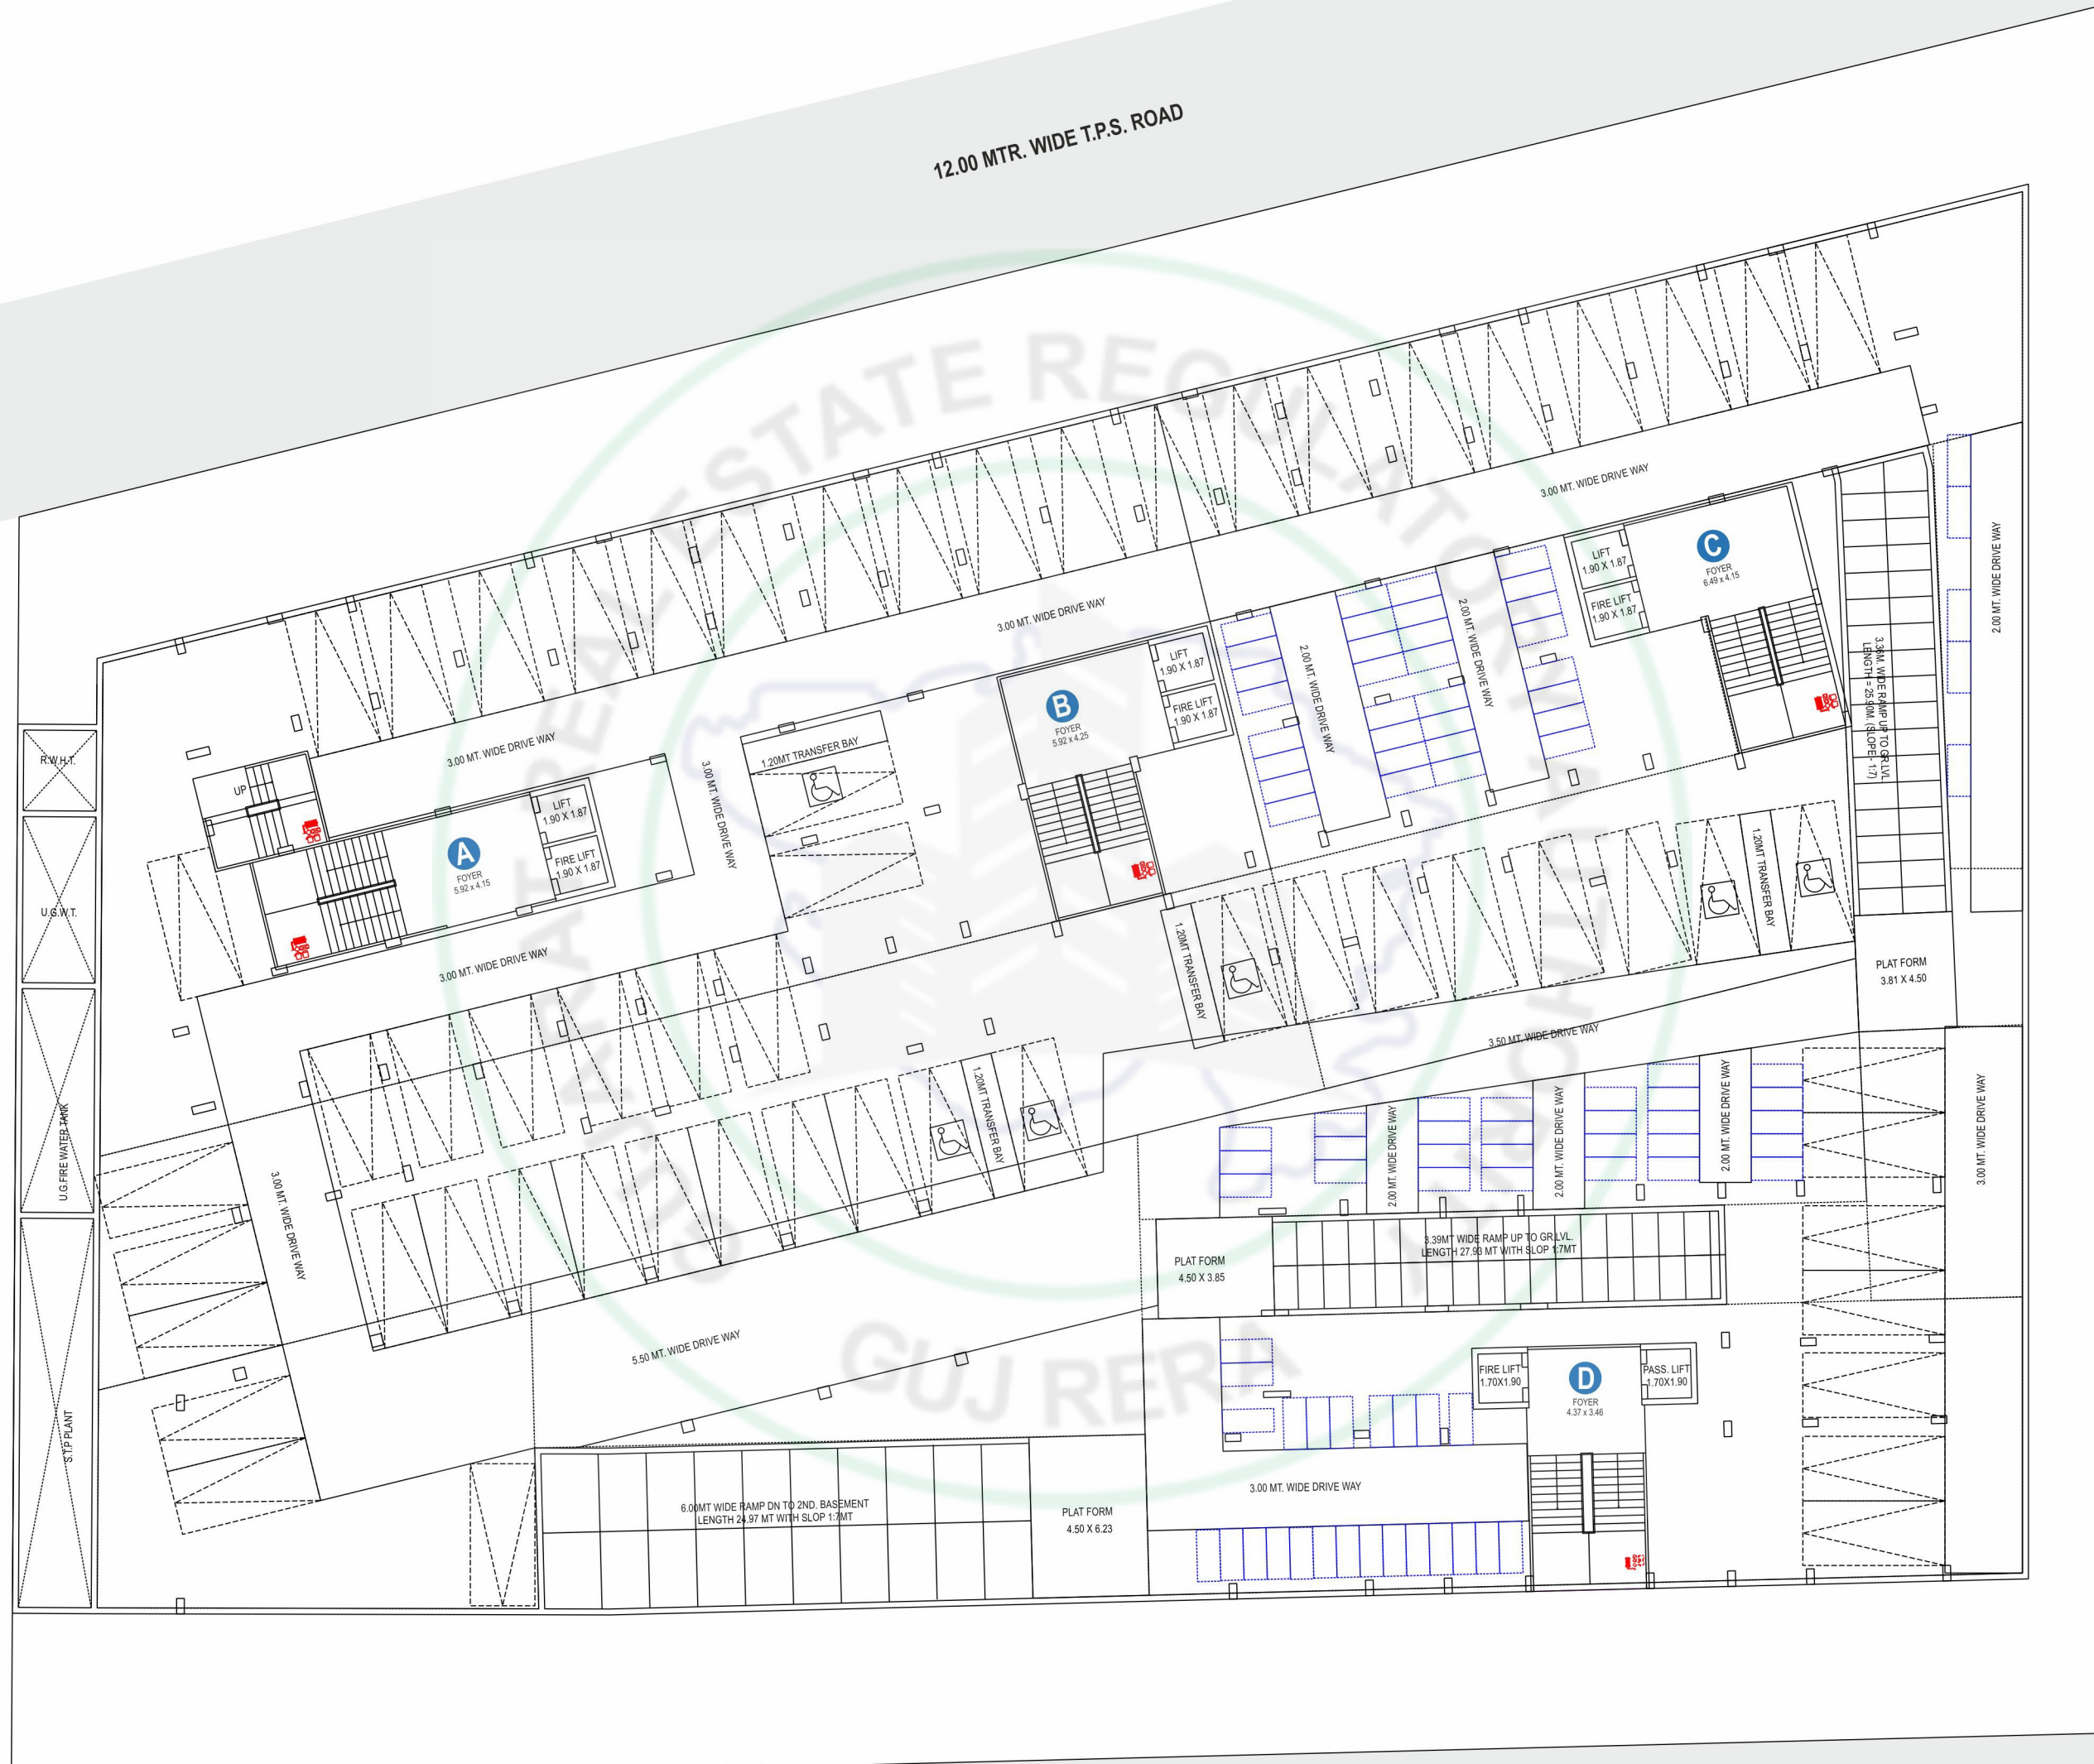 12.00 MTR. WIDE T.P.S. ROAD
GUJARAT REAL ESTATE REGULATORY AUTHORITY
GUJ RERA
3.00 MT. WIDE DRIVE WAY
2.00 MT. WIDE DRIVE WAY
C
FOYER
6.49 x 4.15
LIFT
1.90 X 1.87
FIRE LIFT
1.90 X 1.87
3.36M. WIDE RAMP UP TO GR.LVL
LENGTH = 25.90M. (SLOPE- 1:7)
2.00 MT. WIDE DRIVE WAY
2.00 MT. WIDE DRIVE WAY
3.00 MT. WIDE DRIVE WAY
B
FOYER
5.92 x 4.25
LIFT
1.90 X 1.87
FIRE LIFT
1.90 X 1.87
3.00 MT. WIDE DRIVE WAY
3.00 MT. WIDE DRIVE WAY
1.20MT TRANSFER BAY
R.W.H.T.
UP
A
FOYER
5.92 x 4.15
LIFT
1.90 X 1.87
FIRE LIFT
1.90 X 1.87
U.G.W.T.
3.00 MT. WIDE DRIVE WAY
1.20MT TRANSFER BAY
1.20MT TRANSFER BAY
PLAT FORM
3.81 X 4.50
3.50 MT. WIDE DRIVE WAY
U.G.FIRE WATER TANK
3.00 MT. WIDE DRIVE WAY
1.20MT TRANSFER BAY
2.00 MT. WIDE DRIVE WAY
2.00 MT. WIDE DRIVE WAY
2.00 MT. WIDE DRIVE WAY
3.00 MT. WIDE DRIVE WAY
PLAT FORM
4.50 X 3.85
3.39MT WIDE RAMP UP TO GR.LVL.
LENGTH 27.93 MT WITH SLOP 1:7MT
5.50 MT. WIDE DRIVE WAY
FIRE LIFT
1.70X1.90
D
FOYER
4.37 x 3.46
PASS. LIFT
1.70X1.90
S.T.P PLANT
6.00MT WIDE RAMP DN TO 2ND. BASEMENT
LENGTH 24.97 MT WITH SLOP 1:7MT
PLAT FORM
4.50 X 6.23
3.00 MT. WIDE DRIVE WAY